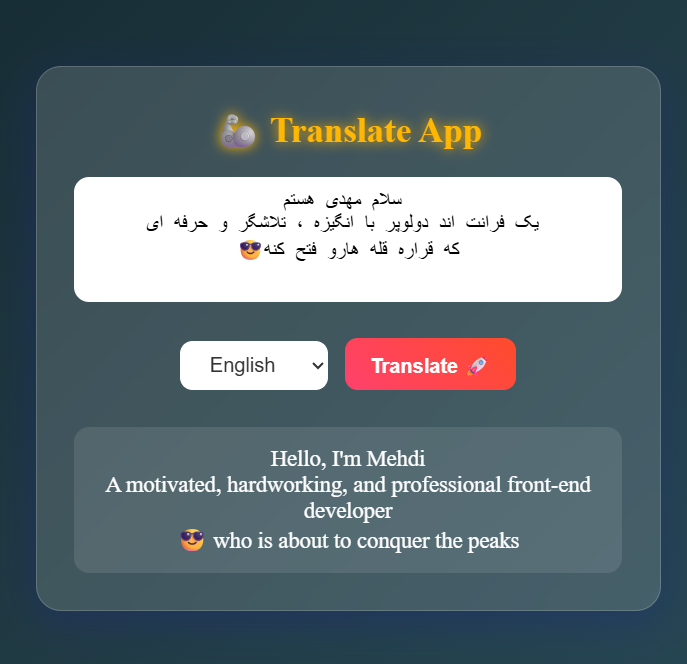 🦾 Translate App
سلام مهدی هستم
یک فرانت اند دولوپر با انگیزه ، تلاشگر و حرفه ای
که قراره قله هارو فتح کنه😎
English
Translate 🚀
Hello, I'm Mehdi
A motivated, hardworking, and professional front-end
developer
😎 who is about to conquer the peaks